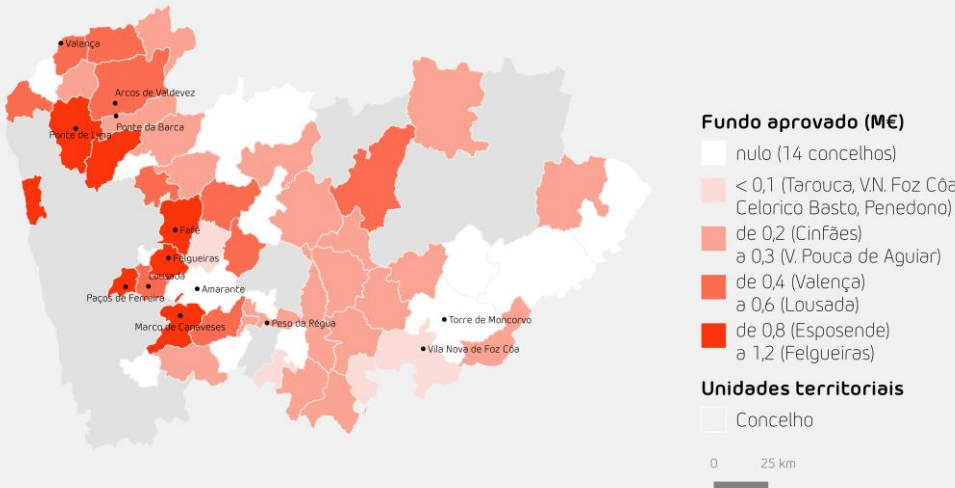 Valença
Arcos de Valdevez
Ponte da Barca
Ponte de Lima
Fafe
Felgueiras
Lousada
Paços de Ferreira
Amarante
Marco de Canaveses
Peso da Régua
Torre de Moncorvo
Vila Nova de Foz Côa
Fundo aprovado (M€)
nulo (14 concelhos)
< 0,1 (Tarouca, V.N. Foz Côa
Celorico Basto, Penedono)
de 0,2 (Cinfães)
a 0,3 (V. Pouca de Aguiar)
de 0,4 (Valença)
a 0,6 (Lousada)
de 0,8 (Esposende)
a 1,2 (Felgueiras)
Unidades territoriais
Concelho
0 25 km